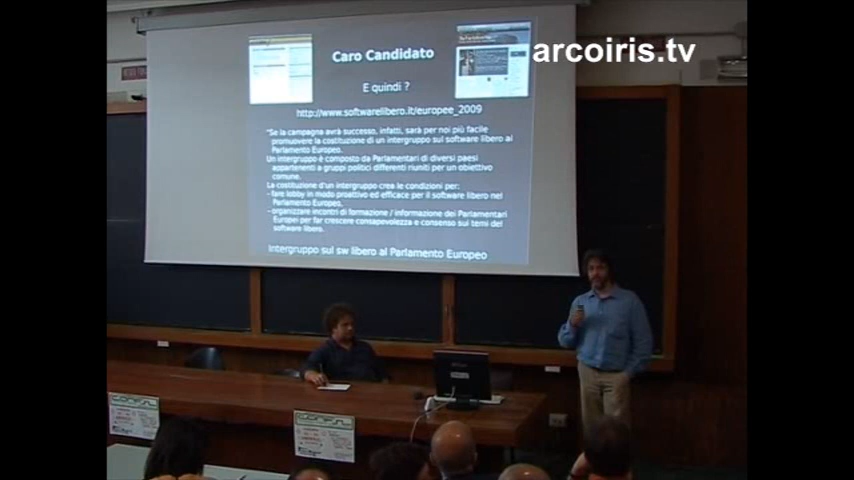 arcoiris.tv
Caro Candidato
E quindi ?
http://www.softwarelibero.it/europee_2009
"Se la campagna avrà successo, infatti, sarà per noi più facile
promuovere la costituzione di un intergruppo sul software libero al
Parlamento Europeo.
Un intergruppo è composto da Parlamentari di diversi paesi
appartenenti a gruppi politici differenti riuniti per un obiettivo
comune.
La costituzione d'un intergruppo crea le condizioni per:
- fare lobby in modo proattivo ed efficace per il software libero nel
Parlamento Europeo,
- organizzare incontri di formazione / informazione dei Parlamentari
Europei per far crescere consapevolezza e consenso sui temi del
software libero.
Intergruppo sul sw libero al Parlamento Europeo
CONFSL